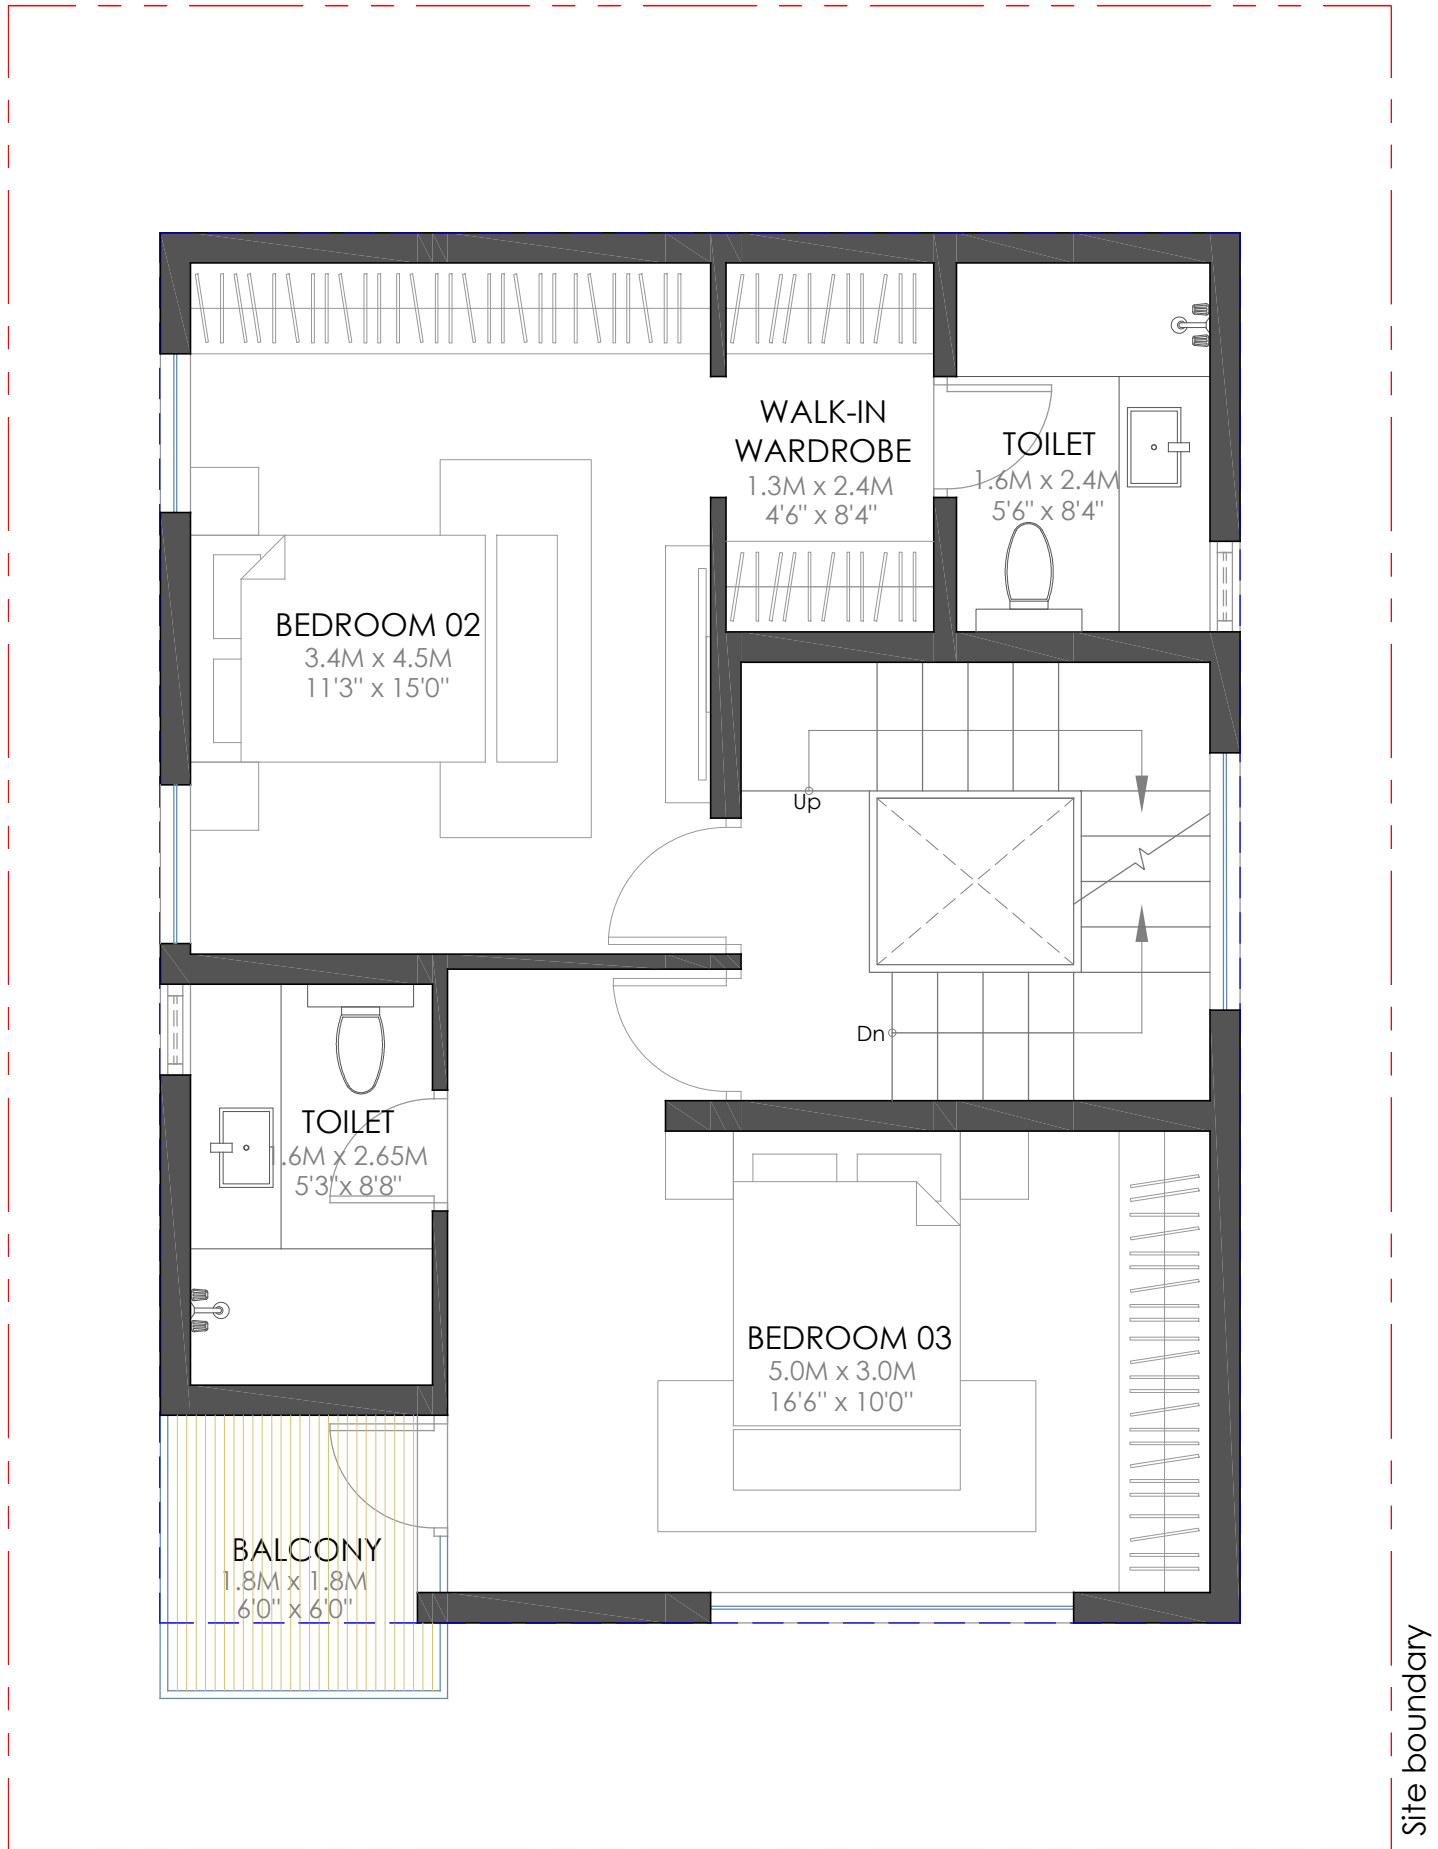 WALK-IN
WARDROBE
1.3M x 2.4M
4'6" x 8'4"
TOILET
1.6M x 2.4M
5'6" x 8'4"
BEDROOM 02
3.4M x 4.5M
11'3" x 15'0"
Up
Dn
TOILET
1.6M x 2.65M
5'3"x 8'8"
BEDROOM 03
5.0M x 3.0M
16'6" x 10'0"
BALCONY
1.8M x 1.8M
6'0" x 6'0"
Site boundary